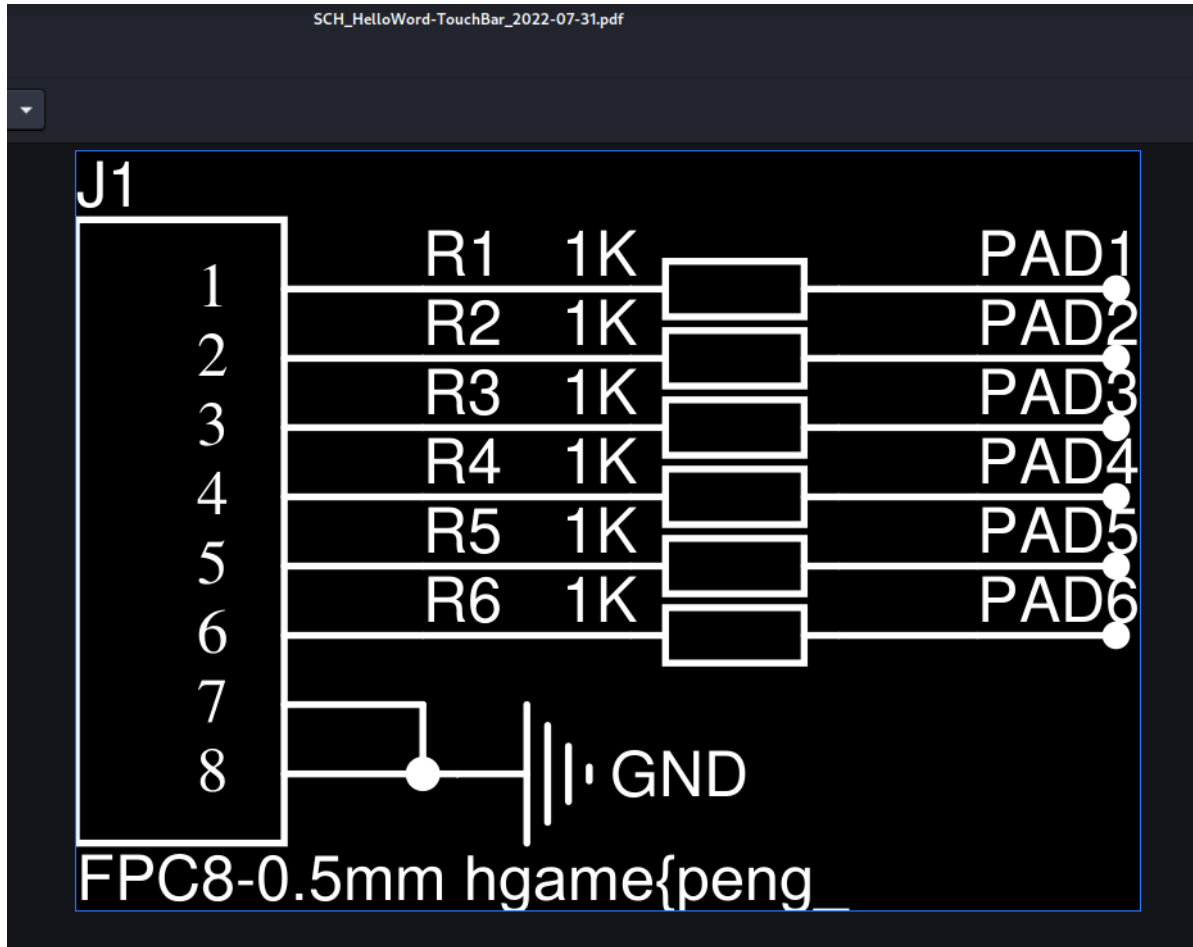 SCH_HelloWord-TouchBar_2022-07-31.pdf
J1
1 R1 1K PAD1
2 R2 1K PAD2
3 R3 1K PAD3
4 R4 1K PAD4
5 R5 1K PAD5
6 R6 1K PAD6
7
8 GND
FPC8-0.5mm hgame{peng_